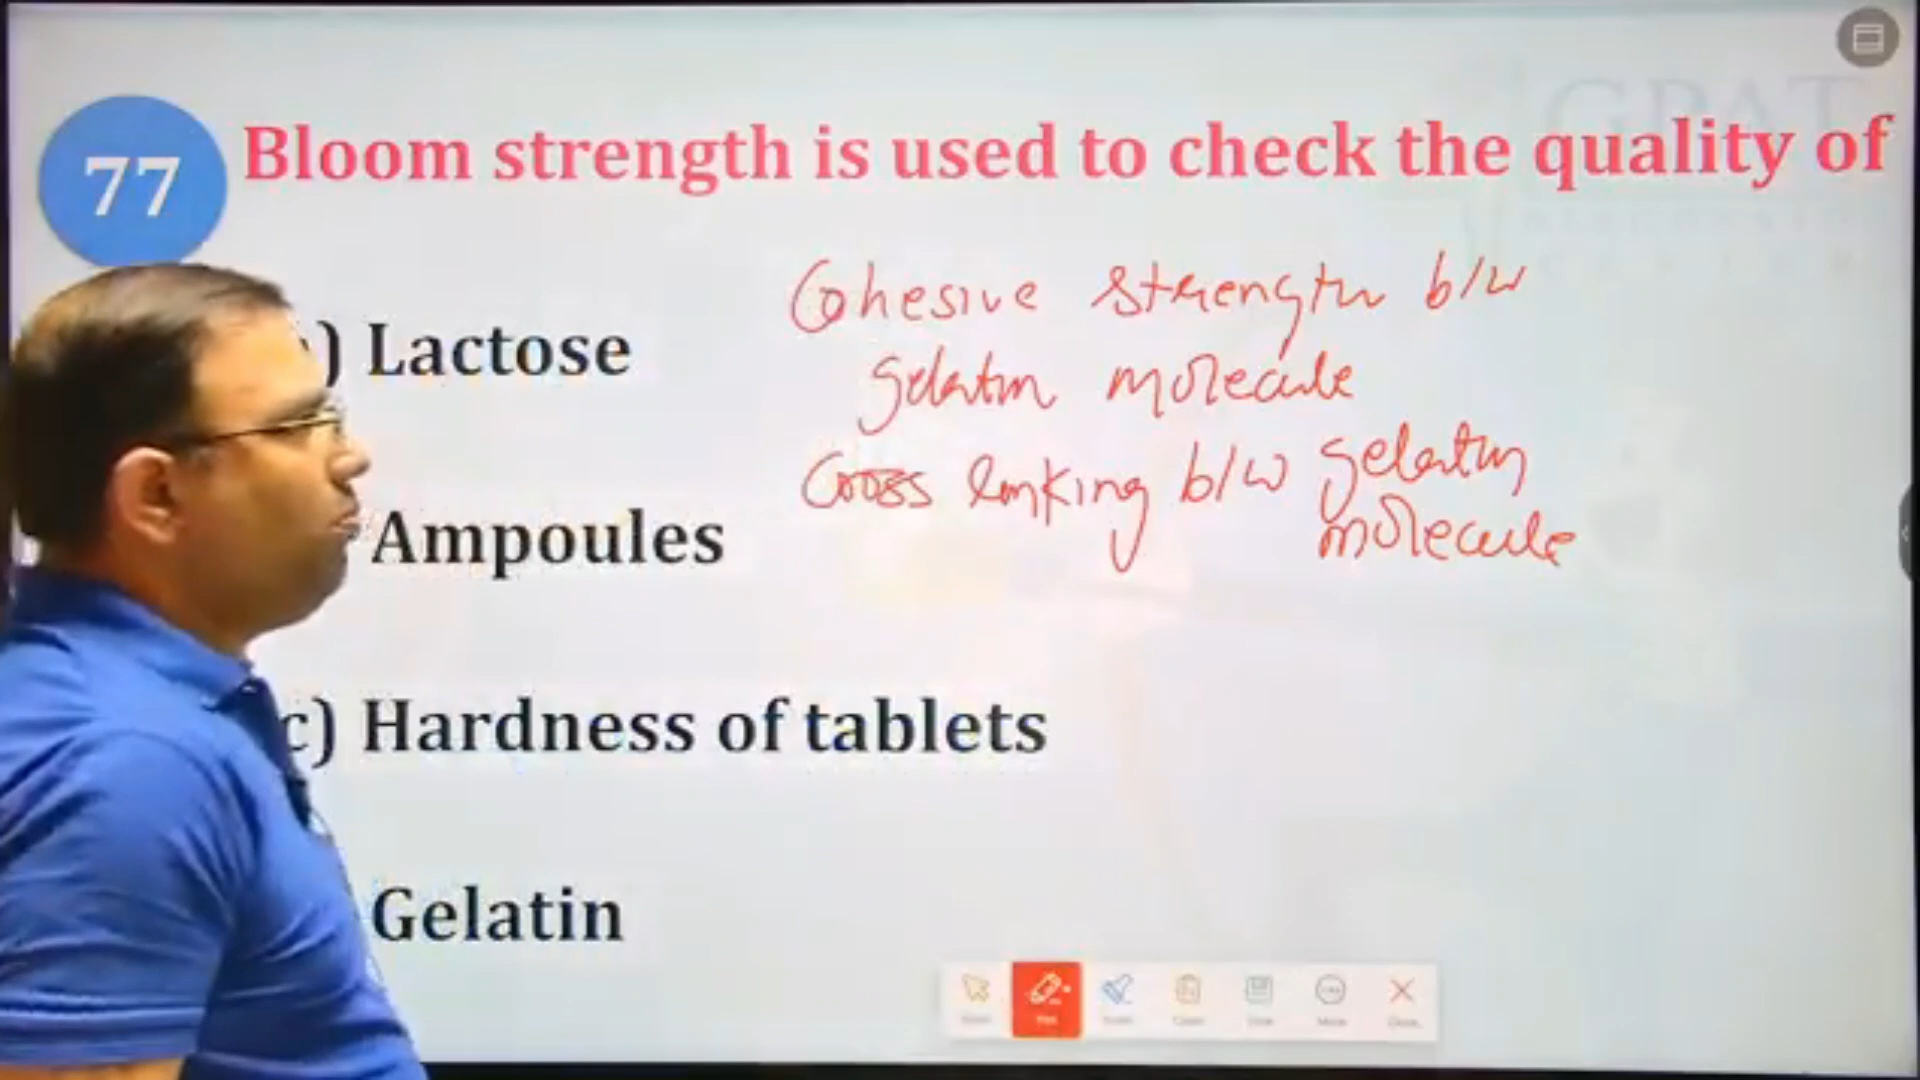 GPAT
77 Bloom strength is used to check the quality of
Cohesive strength b/w
gelatin molecule
) Lactose
Cross linking b/w gelatin
molecule
Ampoules
c) Hardness of tablets
Gelatin